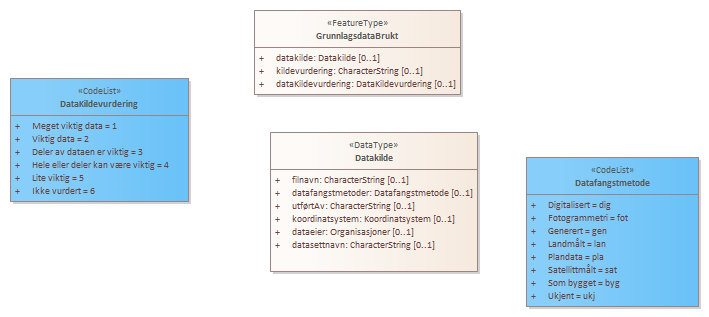 «FeatureType»
GrunnlagsdataBrukt
+ datakilde: Datakilde [0..1]
+ kildevurdering: CharacterString [0..1]
+ dataKildevurdering: DataKildevurdering [0..1]
«CodeList»
DataKildevurdering
+ Meget viktig data = 1
+ Viktig data = 2
+ Deler av dataen er viktig = 3
+ Hele eller deler kan være viktig = 4
+ Lite viktig = 5
+ Ikke vurdert = 6
«DataType»
Datakilde
+ filnavn: CharacterString [0..1]
+ datafangstmetoder: Datafangstmetode [0..1]
+ utførtAv: CharacterString [0..1]
+ koordinatsystem: Koordinatsystem [0..1]
+ dataeier: Organisasjoner [0..1]
+ datasettnavn: CharacterString [0..1]
«CodeList»
Datafangstmetode
+ Digitalisert = dig
+ Fotogrammetri = fot
+ Generert = gen
+ Landmålt = lan
+ Plandata = pla
+ Satellittmålt = sat
+ Som bygget = byg
+ Ukjent = ukj